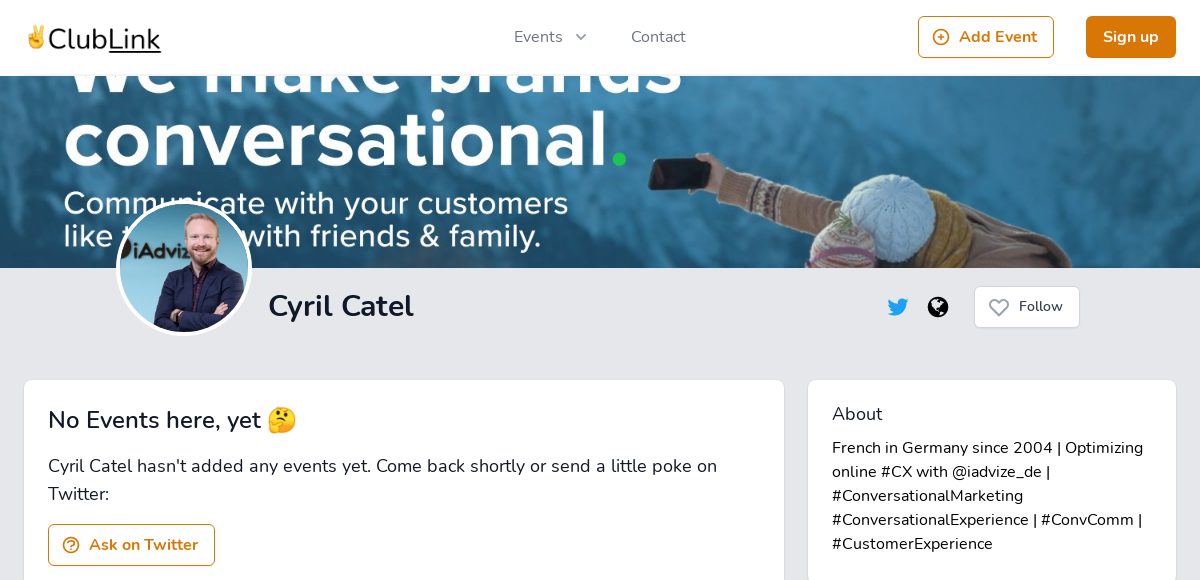 ✌ClubLink
Events
Contact
Add Event
Sign up
We make brands
conversational.
Communicate with your customers
like with friends & family.
iAdvize
Cyril Catel
Follow
No Events here, yet 🤔
Cyril Catel hasn't added any events yet. Come back shortly or send a little poke on
Twitter:
Ask on Twitter
About
French in Germany since 2004 | Optimizing
online #CX with @iadvize_de |
#ConversationalMarketing
#ConversationalExperience | #ConvComm |
#CustomerExperience